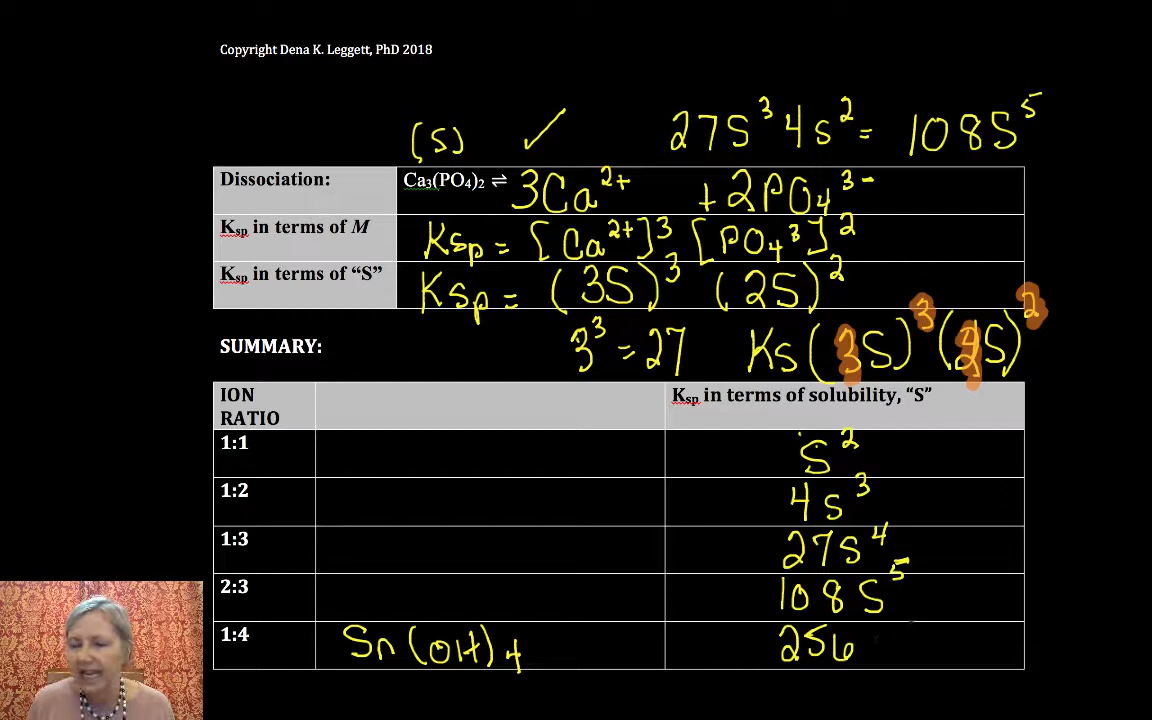 Copyright Dena K. Leggett, PhD 2018
(S) ✓ 27S³4s² = 108S⁵
Dissociation: Ca₃(PO₄)₂ ⇌ 3Ca²⁺ + 2PO₄³⁻
Ksp in terms of M Ksp = [Ca²⁺]³ [PO₄³]²
Ksp in terms of “S” Ksp = (3S)³ (2S)²
SUMMARY: 3³ = 27 Ks(3S)³(2S)²
ION RATIO Ksp in terms of solubility, “S”
1:1 S²
1:2 4s³
1:3 27S⁴
2:3 108S⁵
1:4 Sn(OH)₄ 256